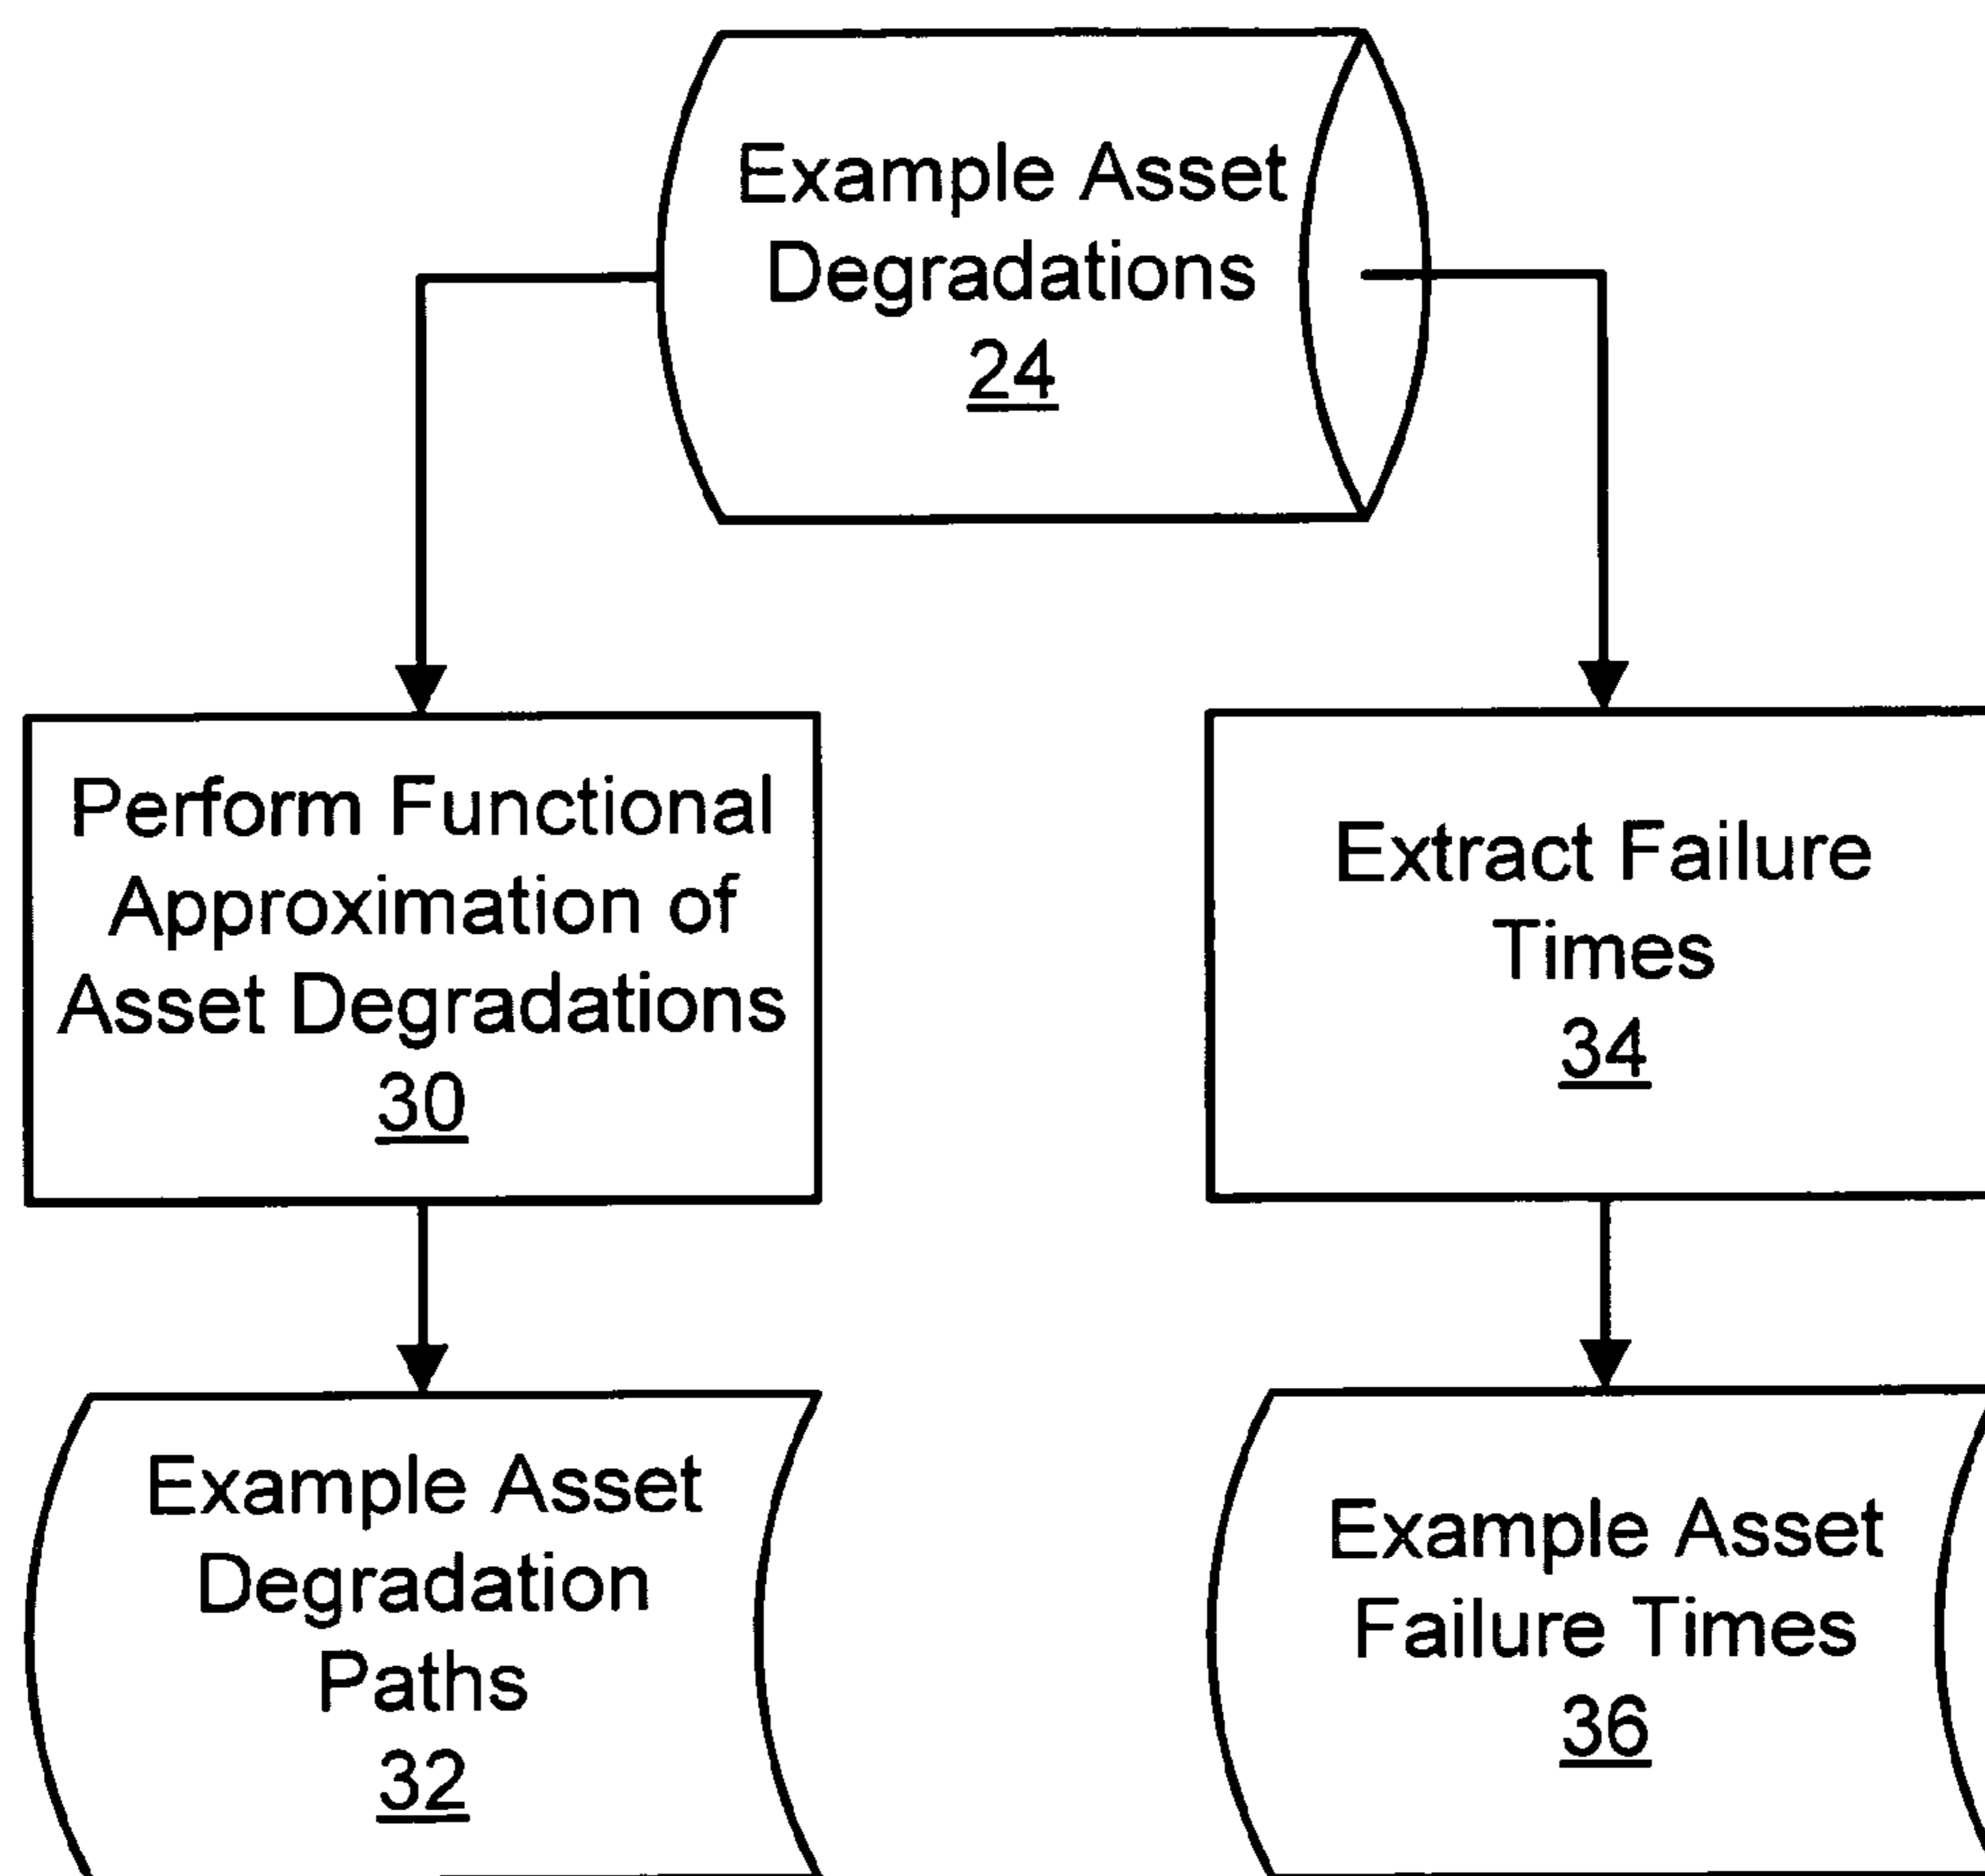 Example Asset
Degradations
24
Perform Functional
Approximation of
Asset Degradations
30
Extract Failure
Times
34
Example Asset
Degradation
Paths
32
Example Asset
Failure Times
36